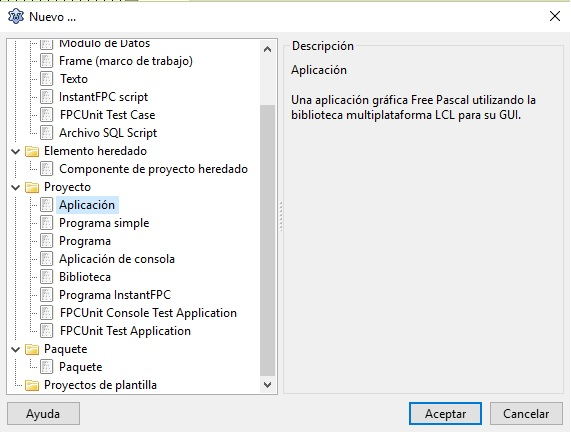 Nuevo ...
Módulo de Datos
Frame (marco de trabajo)
Texto
InstantFPC script
FPCUnit Test Case
Archivo SQL Script
Elemento heredado
Componente de proyecto heredado
Proyecto
Aplicación
Programa simple
Programa
Aplicación de consola
Biblioteca
Programa InstantFPC
FPCUnit Console Test Application
FPCUnit Test Application
Paquete
Paquete
Proyectos de plantilla
Descripción
Aplicación
Una aplicación gráfica Free Pascal utilizando la
biblioteca multiplataforma LCL para su GUI.
Ayuda
Aceptar
Cancelar